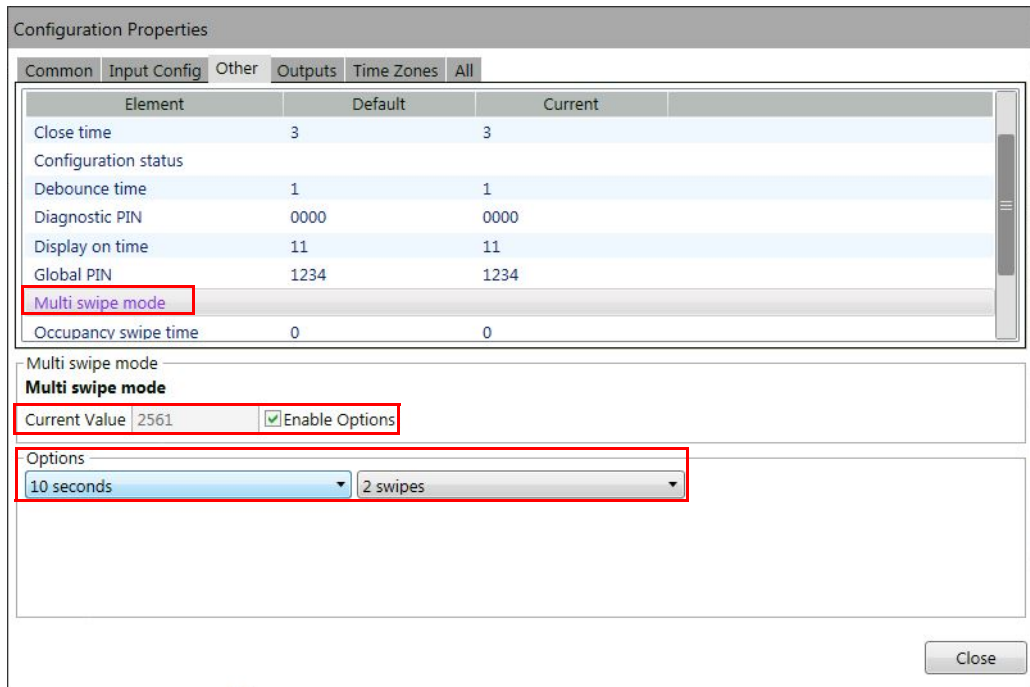 Configuration Properties
Common Input Config Other Outputs Time Zones All
Element Default Current
Close time 3 3
Configuration status
Debounce time 1 1
Diagnostic PIN 0000 0000
Display on time 11 11
Global PIN 1234 1234
Multi swipe mode
Occupancy swipe time 0 0
Multi swipe mode
Multi swipe mode
Current Value 2561 Enable Options
Options
10 seconds 2 swipes
Close